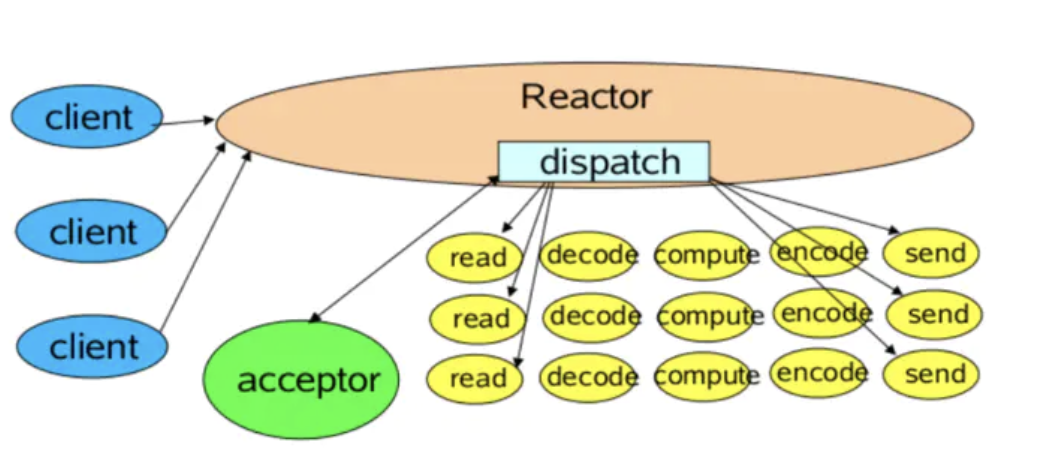 Reactor
client
dispatch
client
read decode compute encode send
client
read decode compute encode send
acceptor
read decode compute encode send